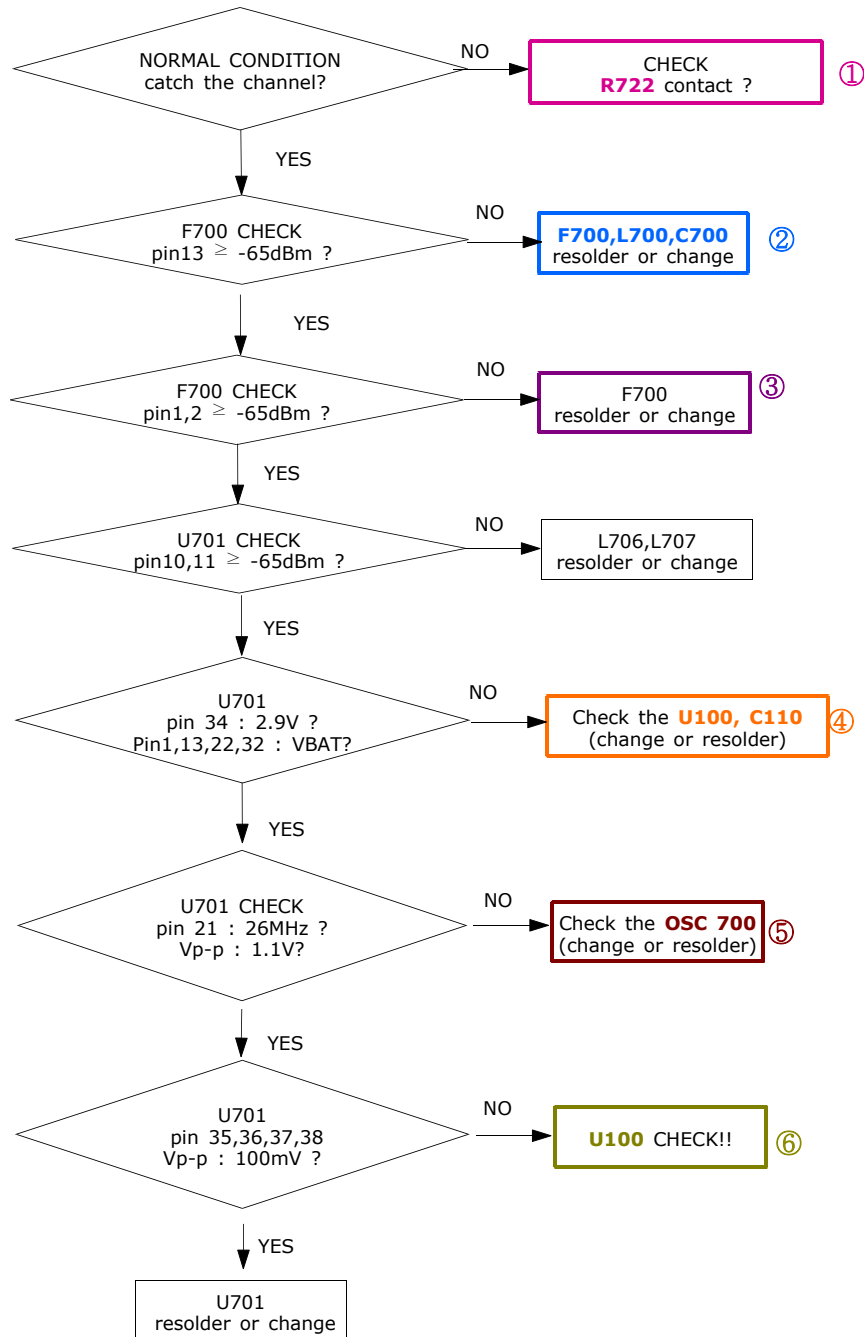 NORMAL CONDITION
catch the channel?
NO
CHECK
R722 contact ?
①
YES
F700 CHECK
pin13 ≥ -65dBm ?
NO
F700,L700,C700
resolder or change
②
YES
F700 CHECK
pin1,2 ≥ -65dBm ?
NO
F700
resolder or change
③
YES
U701 CHECK
pin10,11 ≥ -65dBm ?
NO
L706,L707
resolder or change
YES
U701
pin 34 : 2.9V ?
Pin1,13,22,32 : VBAT?
NO
Check the U100, C110
(change or resolder)
④
YES
U701 CHECK
pin 21 : 26MHz ?
Vp-p : 1.1V?
NO
Check the OSC 700
(change or resolder)
⑤
YES
U701
pin 35,36,37,38
Vp-p : 100mV ?
NO
U100 CHECK!!
⑥
YES
U701
resolder or change